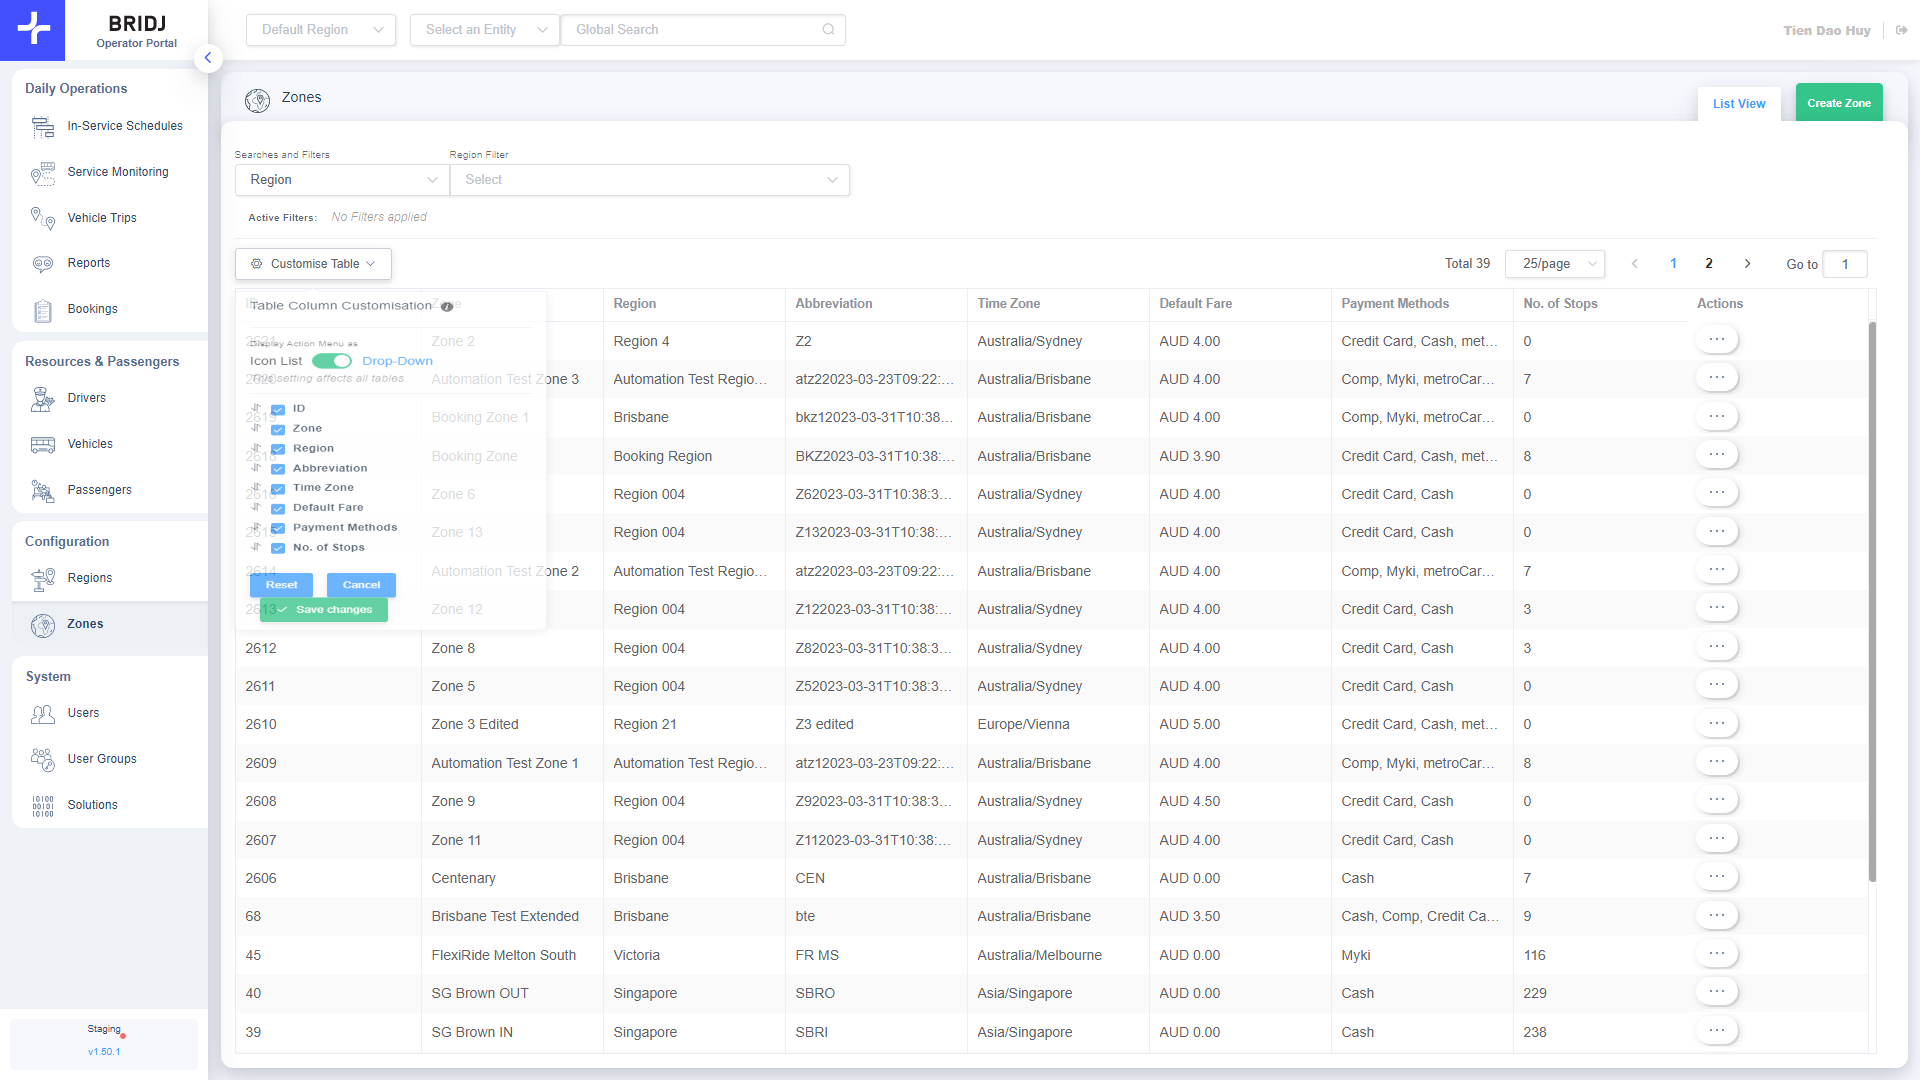 BRIDJ
Operator Portal
Default Region
Select an Entity
Global Search
Tien Dao Huy
Daily Operations
In-Service Schedules
Service Monitoring
Vehicle Trips
Reports
Bookings
Resources & Passengers
Drivers
Vehicles
Passengers
Configuration
Regions
Zones
System
Users
User Groups
Solutions
Staging
v1.50.1
Zones
List View
Create Zone
Searches and Filters
Region Filter
Region
Select
Active Filters: No Filters applied
Customise Table
Total 39
25/page
1
2
Go to
1
Table Column Customisation
Display Action Menu as
Icon List
Drop-Down
This setting affects all tables.
ID
Zone
Region
Abbreviation
Time Zone
Default Fare
Payment Methods
No. of Stops
Reset
Cancel
Save changes
Region Abbreviation Time Zone Default Fare Payment Methods No. of Stops Actions
Zone 2 Region 4 Z2 Australia/Sydney AUD 4.00 Credit Card, Cash, met... 0
Automation Test Zone 3 Automation Test Regio... atz22023-03-23T09:22:... Australia/Brisbane AUD 4.00 Comp, Myki, metroCar... 7
2619 Booking Zone 1 Brisbane bkz12023-03-31T10:38... Australia/Brisbane AUD 4.00 Comp, Myki, metroCar... 0
2618 Booking Zone Booking Region BKZ2023-03-31T10:38:... Australia/Brisbane AUD 3.90 Credit Card, Cash, met... 8
2616 Zone 6 Region 004 Z62023-03-31T10:38:3... Australia/Sydney AUD 4.00 Credit Card, Cash 0
2615 Zone 13 Region 004 Z132023-03-31T10:38:... Australia/Sydney AUD 4.00 Credit Card, Cash 0
2614 Automation Test Zone 2 Automation Test Regio... atz22023-03-23T09:22:... Australia/Brisbane AUD 4.00 Comp, Myki, metroCar... 7
2613 Zone 12 Region 004 Z122023-03-31T10:38:... Australia/Sydney AUD 4.00 Credit Card, Cash 3
2612 Zone 8 Region 004 Z82023-03-31T10:38:3... Australia/Sydney AUD 4.00 Credit Card, Cash 3
2611 Zone 5 Region 004 Z52023-03-31T10:38:3... Australia/Sydney AUD 4.00 Credit Card, Cash 0
2610 Zone 3 Edited Region 21 Z3 edited Europe/Vienna AUD 5.00 Credit Card, Cash, met... 0
2609 Automation Test Zone 1 Automation Test Regio... atz12023-03-23T09:22:... Australia/Brisbane AUD 4.00 Comp, Myki, metroCar... 8
2608 Zone 9 Region 004 Z92023-03-31T10:38:3... Australia/Sydney AUD 4.50 Credit Card, Cash 0
2607 Zone 11 Region 004 Z112023-03-31T10:38:... Australia/Sydney AUD 4.00 Credit Card, Cash 0
2606 Centenary Brisbane CEN Australia/Brisbane AUD 0.00 Cash 7
68 Brisbane Test Extended Brisbane bte Australia/Brisbane AUD 3.50 Cash, Comp, Credit Ca... 9
45 FlexiRide Melton South Victoria FR MS Australia/Melbourne AUD 0.00 Myki 116
40 SG Brown OUT Singapore SBRO Asia/Singapore AUD 0.00 Cash 229
39 SG Brown IN Singapore SBRI Asia/Singapore AUD 0.00 Cash 238